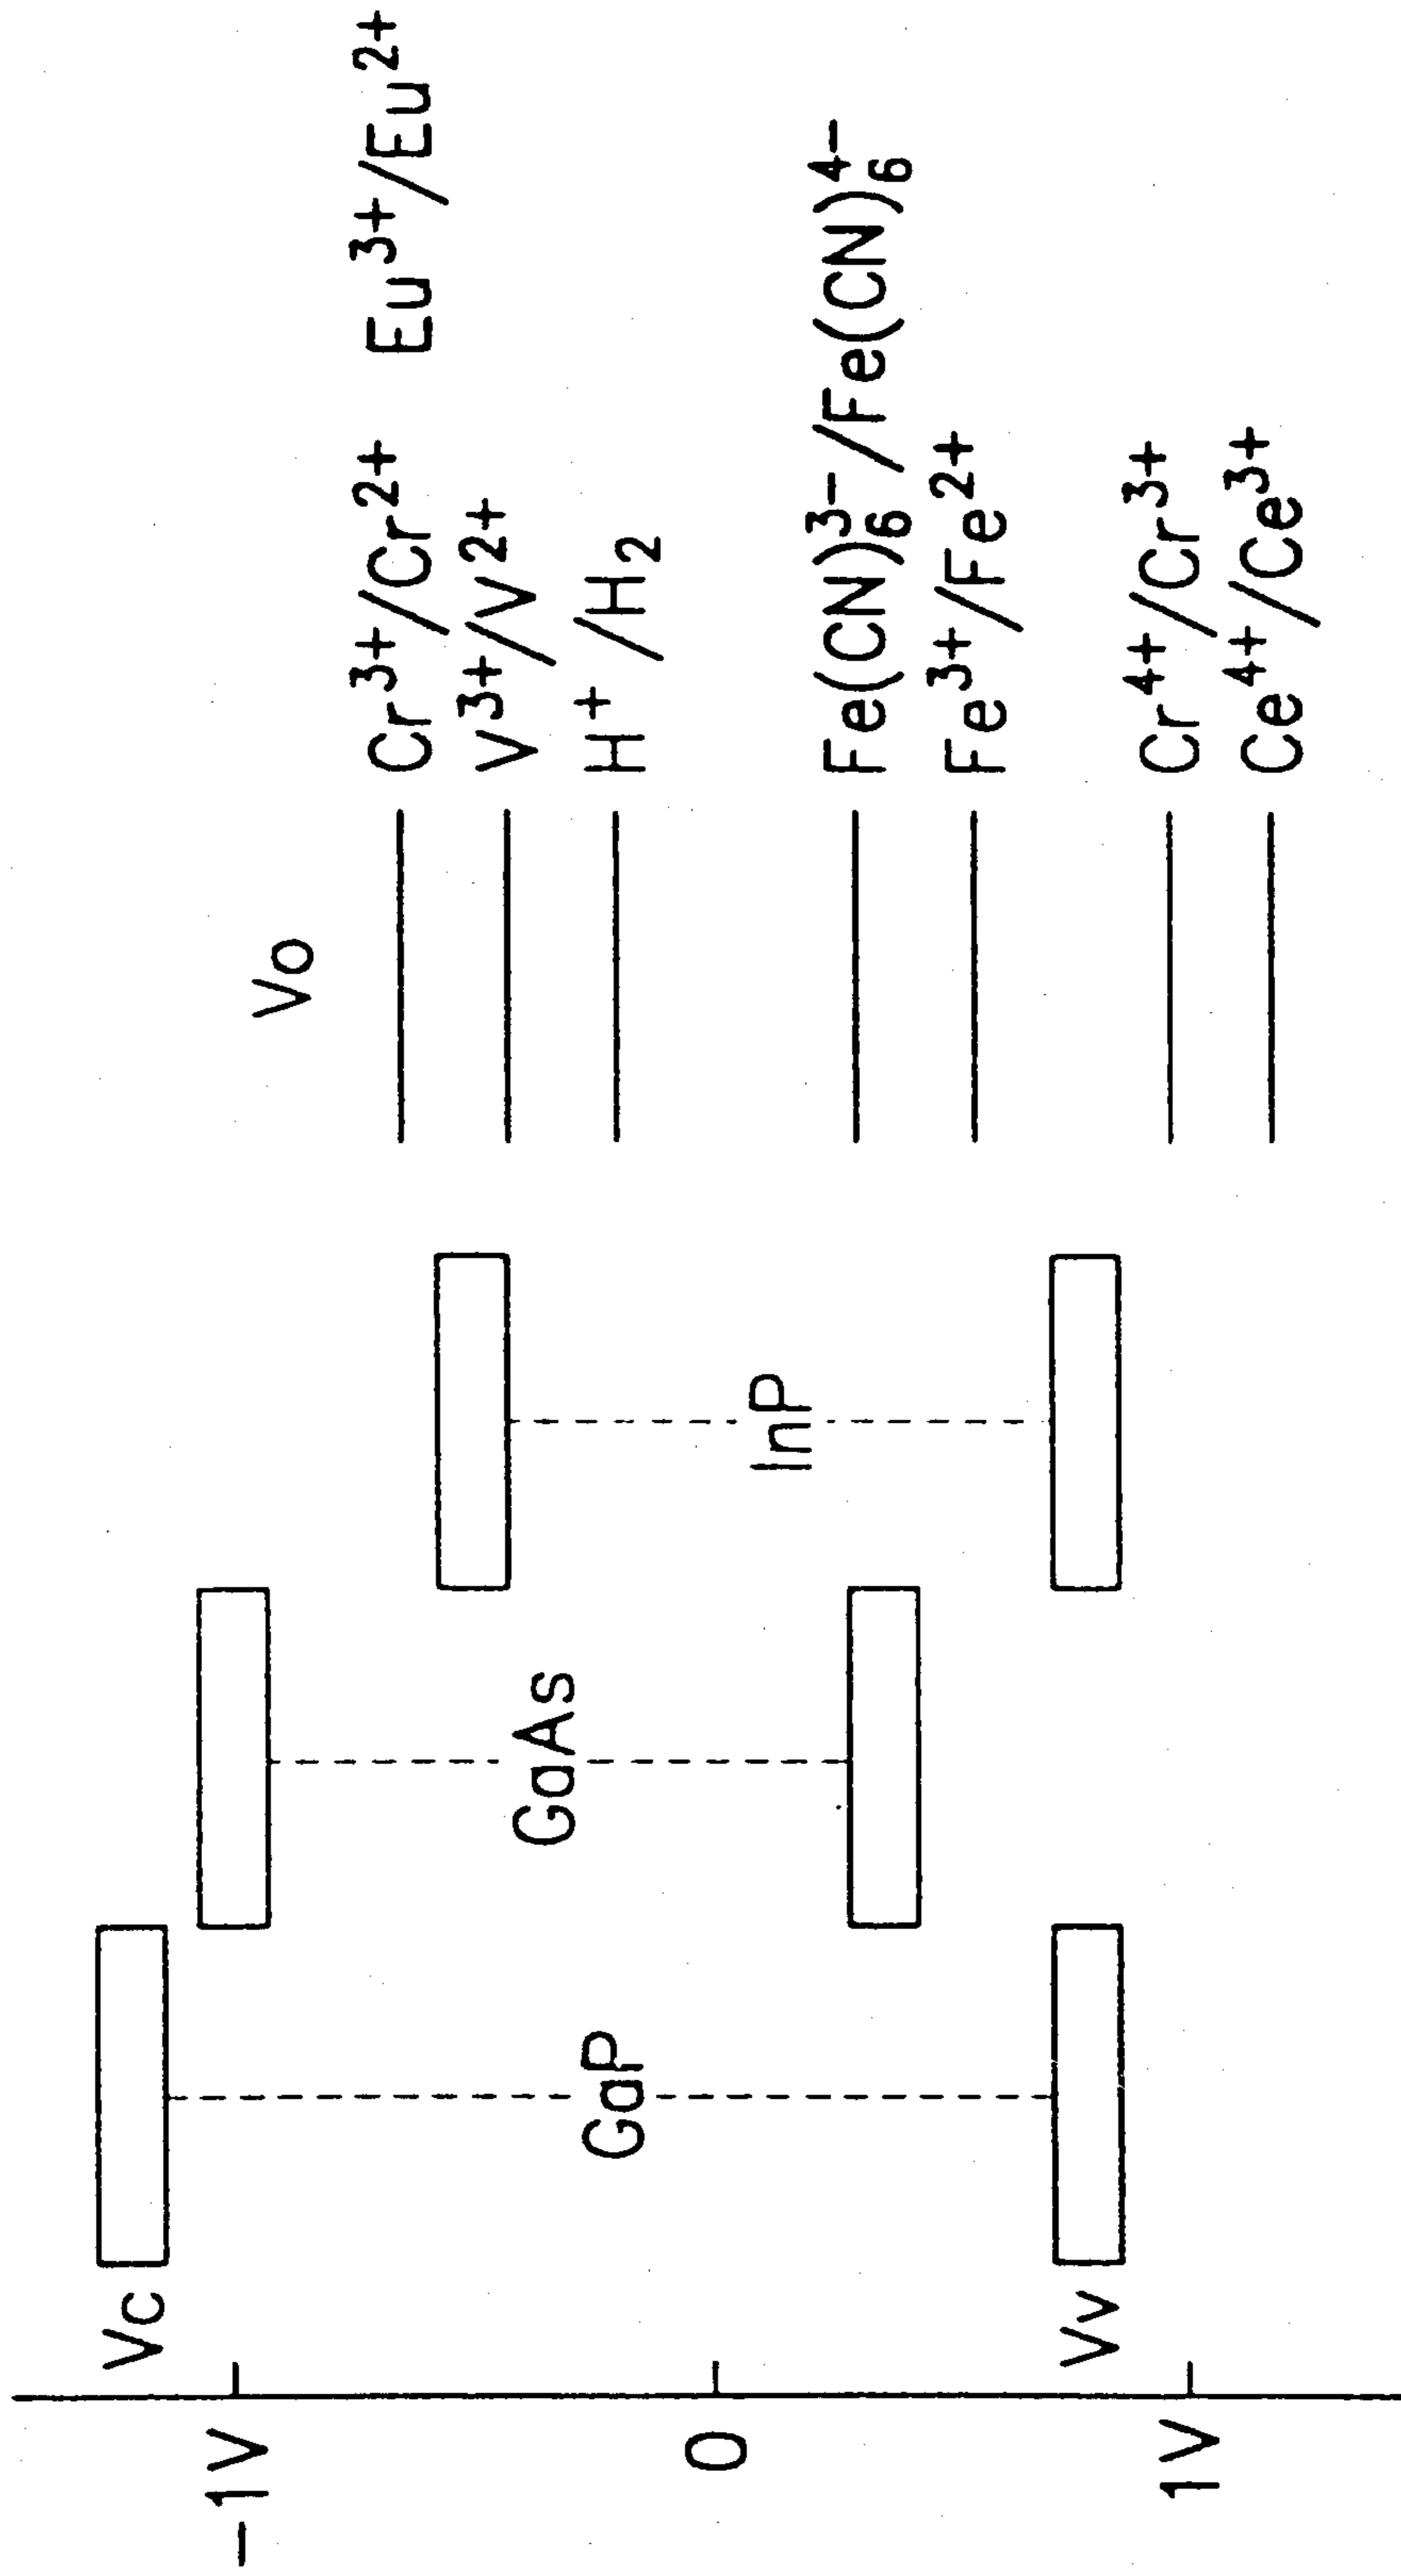 Vo
Cr³⁺/Cr²⁺ Eu³⁺/Eu²⁺
V³⁺/V²⁺
H⁺/H₂
Fe(CN)₆³⁻/Fe(CN)₆⁴⁻
Fe³⁺/Fe²⁺
Cr⁴⁺/Cr³⁺
Ce⁴⁺/Ce³⁺
Vc
-1V
GaP
GaAs
InP
0
Vv
1V